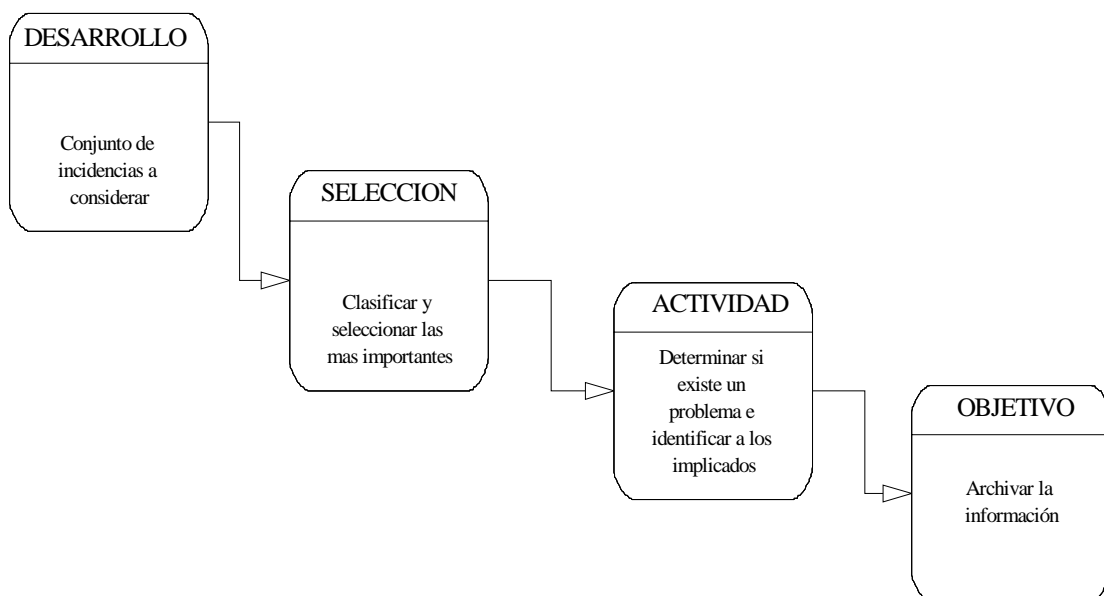 DESARROLLO
Conjunto de
incidencias a
considerar
SELECCION
Clasificar y
seleccionar las
mas importantes
ACTIVIDAD
Determinar si
existe un
problema e
identificar a los
implicados
OBJETIVO
Archivar la
información